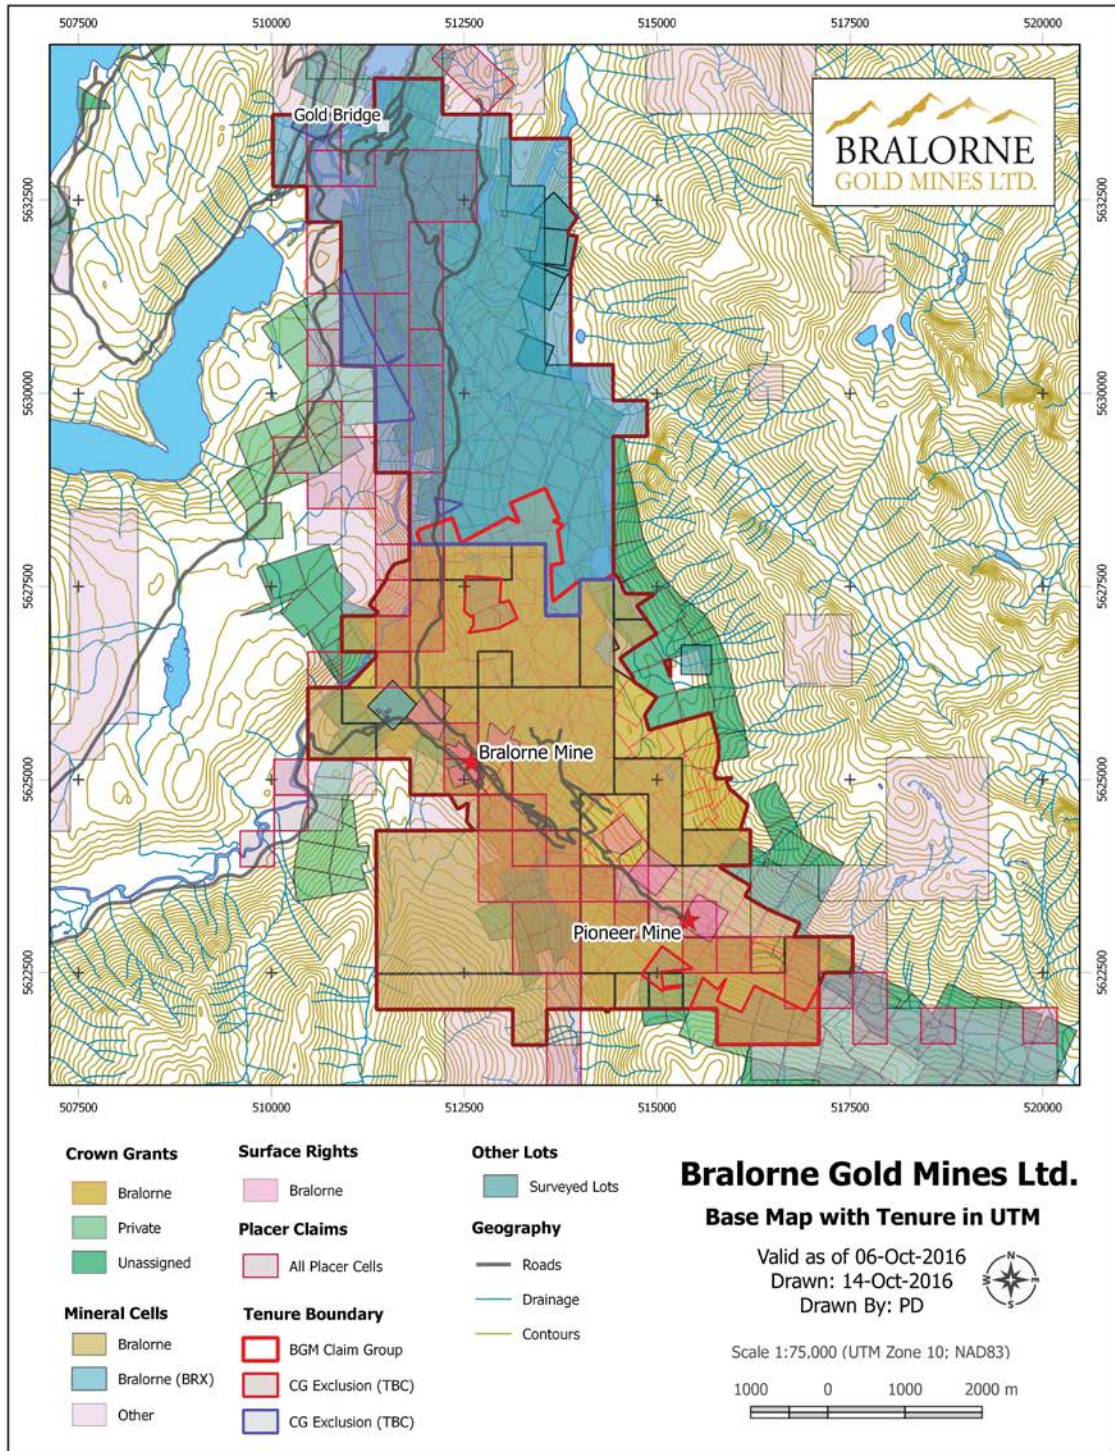 507500 510000 512500 515000 517500 520000
Gold Bridge
BRALORNE
GOLD MINES LTD.
5632500 5632500
5630000 5630000
5627500 5627500
Bralorne Mine
5625000 5625000
Pioneer Mine
5622500 5622500
507500 510000 512500 515000 517500 520000
Crown Grants
Bralorne
Private
Unassigned
Mineral Cells
Bralorne
Bralorne (BRX)
Other
Surface Rights
Bralorne
Placer Claims
All Placer Cells
Tenure Boundary
BGM Claim Group
CG Exclusion (TBC)
CG Exclusion (TBC)
Other Lots
Surveyed Lots
Geography
Roads
Drainage
Contours
Bralorne Gold Mines Ltd.
Base Map with Tenure in UTM
Valid as of 06-Oct-2016
Drawn: 14-Oct-2016
Drawn By: PD
N
W E
S
Scale 1:75,000 (UTM Zone 10; NAD83)
1000 0 1000 2000 m